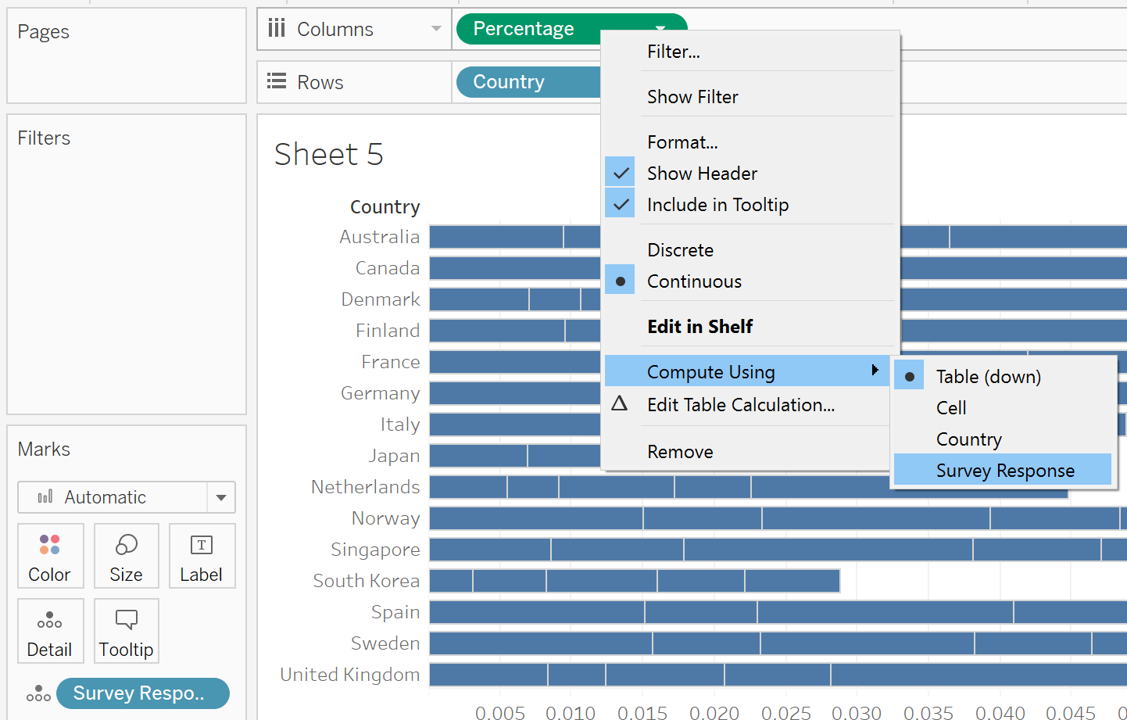 Pages
Columns
Percentage
Rows
Country
Filters
Filter...
Show Filter
Format...
Show Header
Include in Tooltip
Discrete
Continuous
Edit in Shelf
Compute Using
Edit Table Calculation...
Remove
Table (down)
Cell
Country
Survey Response
Sheet 5
Country
Australia
Canada
Denmark
Finland
France
Germany
Italy
Japan
Netherlands
Norway
Singapore
South Korea
Spain
Sweden
United Kingdom
0.005 0.010 0.015 0.020 0.025 0.030 0.035 0.040 0.045
Marks
Automatic
Color Size Label
T
Detail Tooltip
Survey Respo..